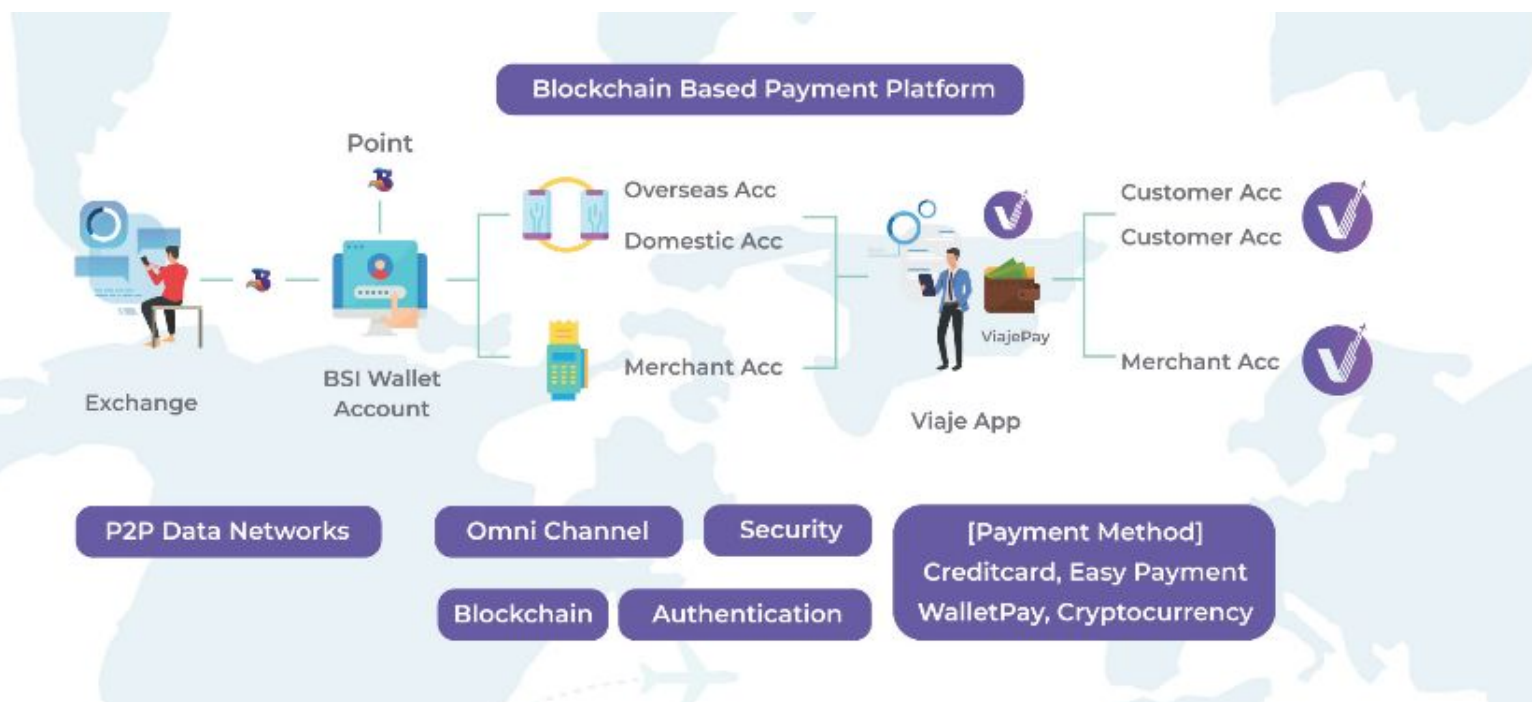 Blockchain Based Payment Platform
Point
Overseas Acc
Domestic Acc
Merchant Acc
Exchange
BSI Wallet
Account
ViajePay
Viaje App
Customer Acc
Customer Acc
Merchant Acc
P2P Data Networks
Omni Channel
Security
Blockchain
Authentication
[Payment Method]
Creditcard, Easy Payment
WalletPay, Cryptocurrency